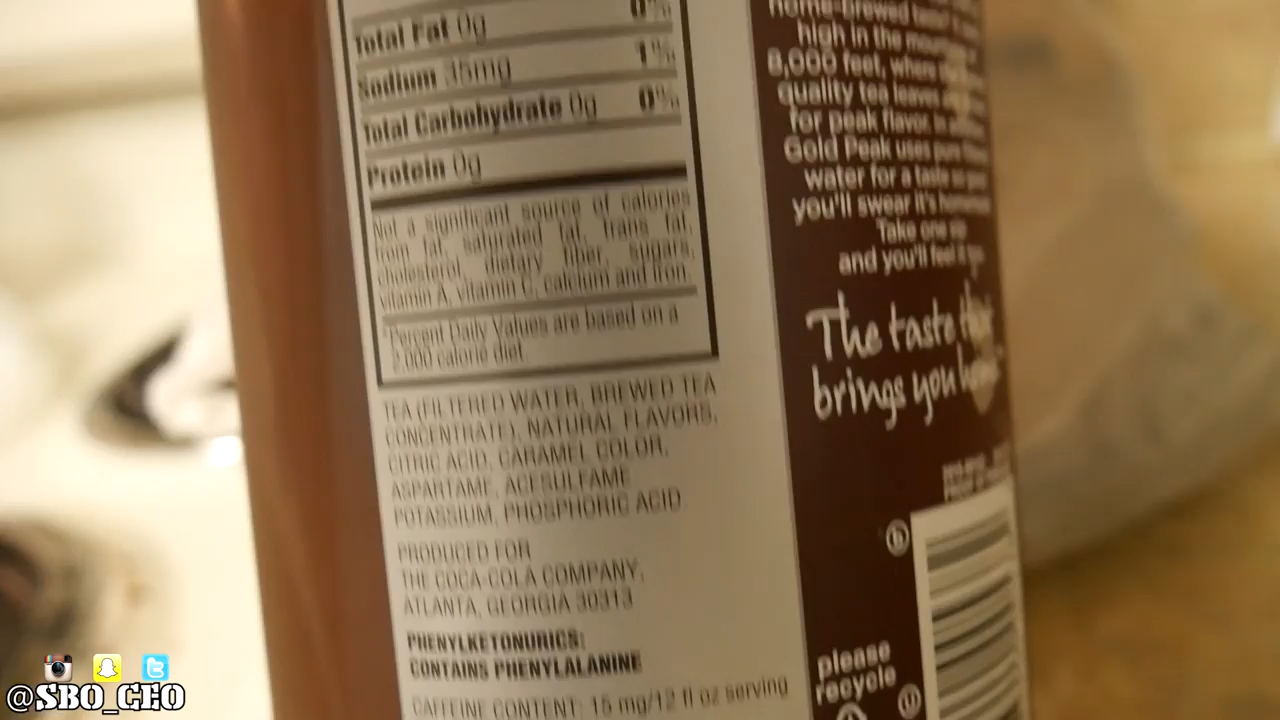 0%
Total Fat 0g
Sodium 35mg 1%
Total Carbohydrate 0g 0%
Protein 0g
Not a significant source of calories
from fat, saturated fat, trans fat,
cholesterol, dietary fiber, sugars,
vitamin A, vitamin C, calcium and iron.
*Percent Daily Values are based on a
2,000 calorie diet.
TEA (FILTERED WATER, BREWED TEA
CONCENTRATE), NATURAL FLAVORS,
CITRIC ACID, CARAMEL COLOR,
ASPARTAME, ACESULFAME
POTASSIUM, PHOSPHORIC ACID
PRODUCED FOR
THE COCA-COLA COMPANY,
ATLANTA, GEORGIA 30313
PHENYLKETONURICS:
CONTAINS PHENYLALANINE
CAFFEINE CONTENT: 15 mg/12 fl oz serving
home-brewed
high in the
8,000 feet, where
quality tea leaves
for peak flavor
Gold Peak uses
water for a taste
you'll swear it's
Take one
and you'll feel
The taste
brings you
please
recycle
U
@SBO_GEO